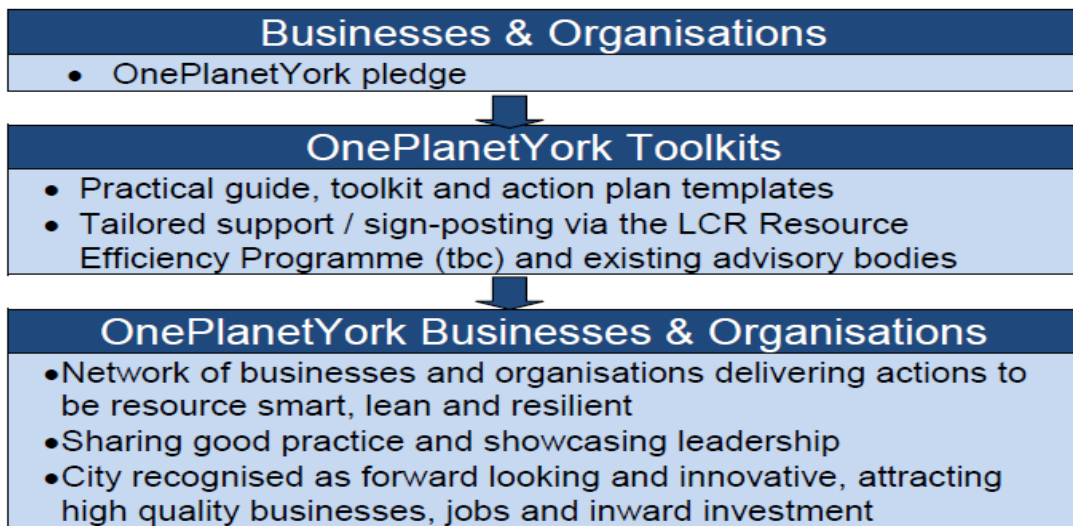 Businesses & Organisations
• OnePlanetYork pledge
OnePlanetYork Toolkits
• Practical guide, toolkit and action plan templates
• Tailored support / sign-posting via the LCR Resource
Efficiency Programme (tbc) and existing advisory bodies
OnePlanetYork Businesses & Organisations
•Network of businesses and organisations delivering actions to
be resource smart, lean and resilient
•Sharing good practice and showcasing leadership
•City recognised as forward looking and innovative, attracting
high quality businesses, jobs and inward investment